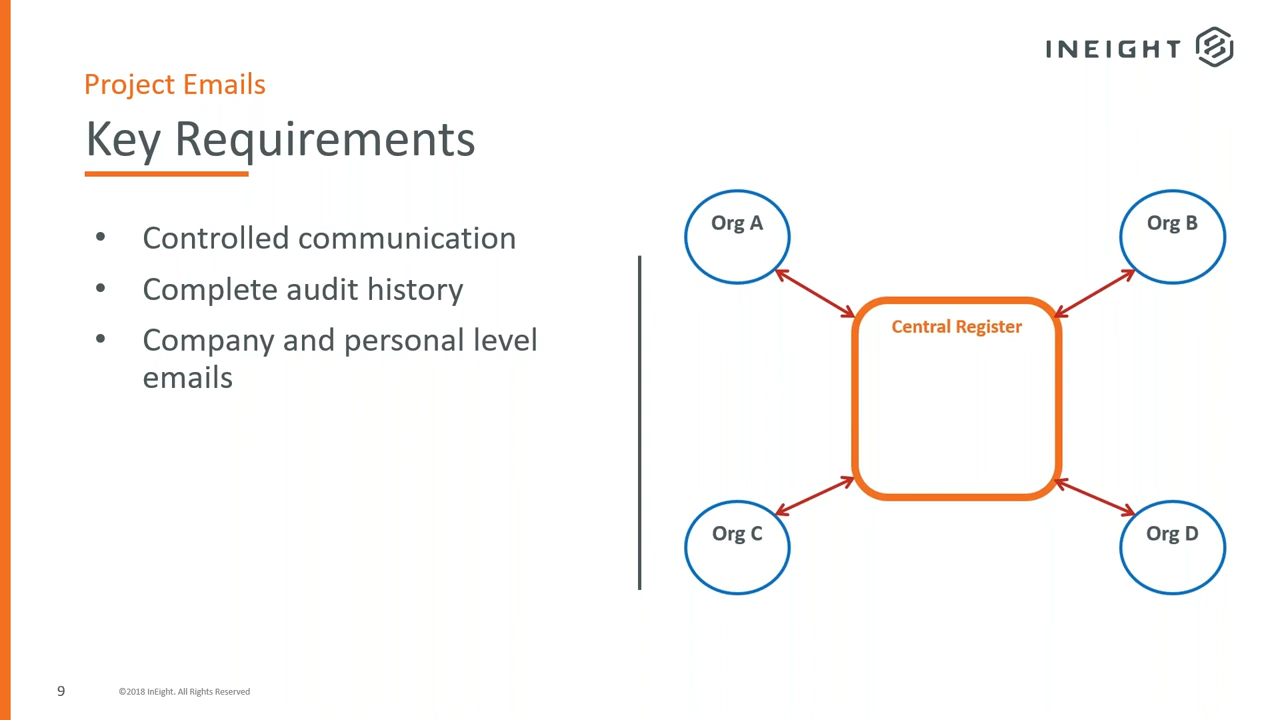 INEIGHT
Project Emails
Key Requirements
• Controlled communication
• Complete audit history
• Company and personal level
emails
Org A
Org B
Central Register
Org C
Org D
9
©2018 InEight. All Rights Reserved